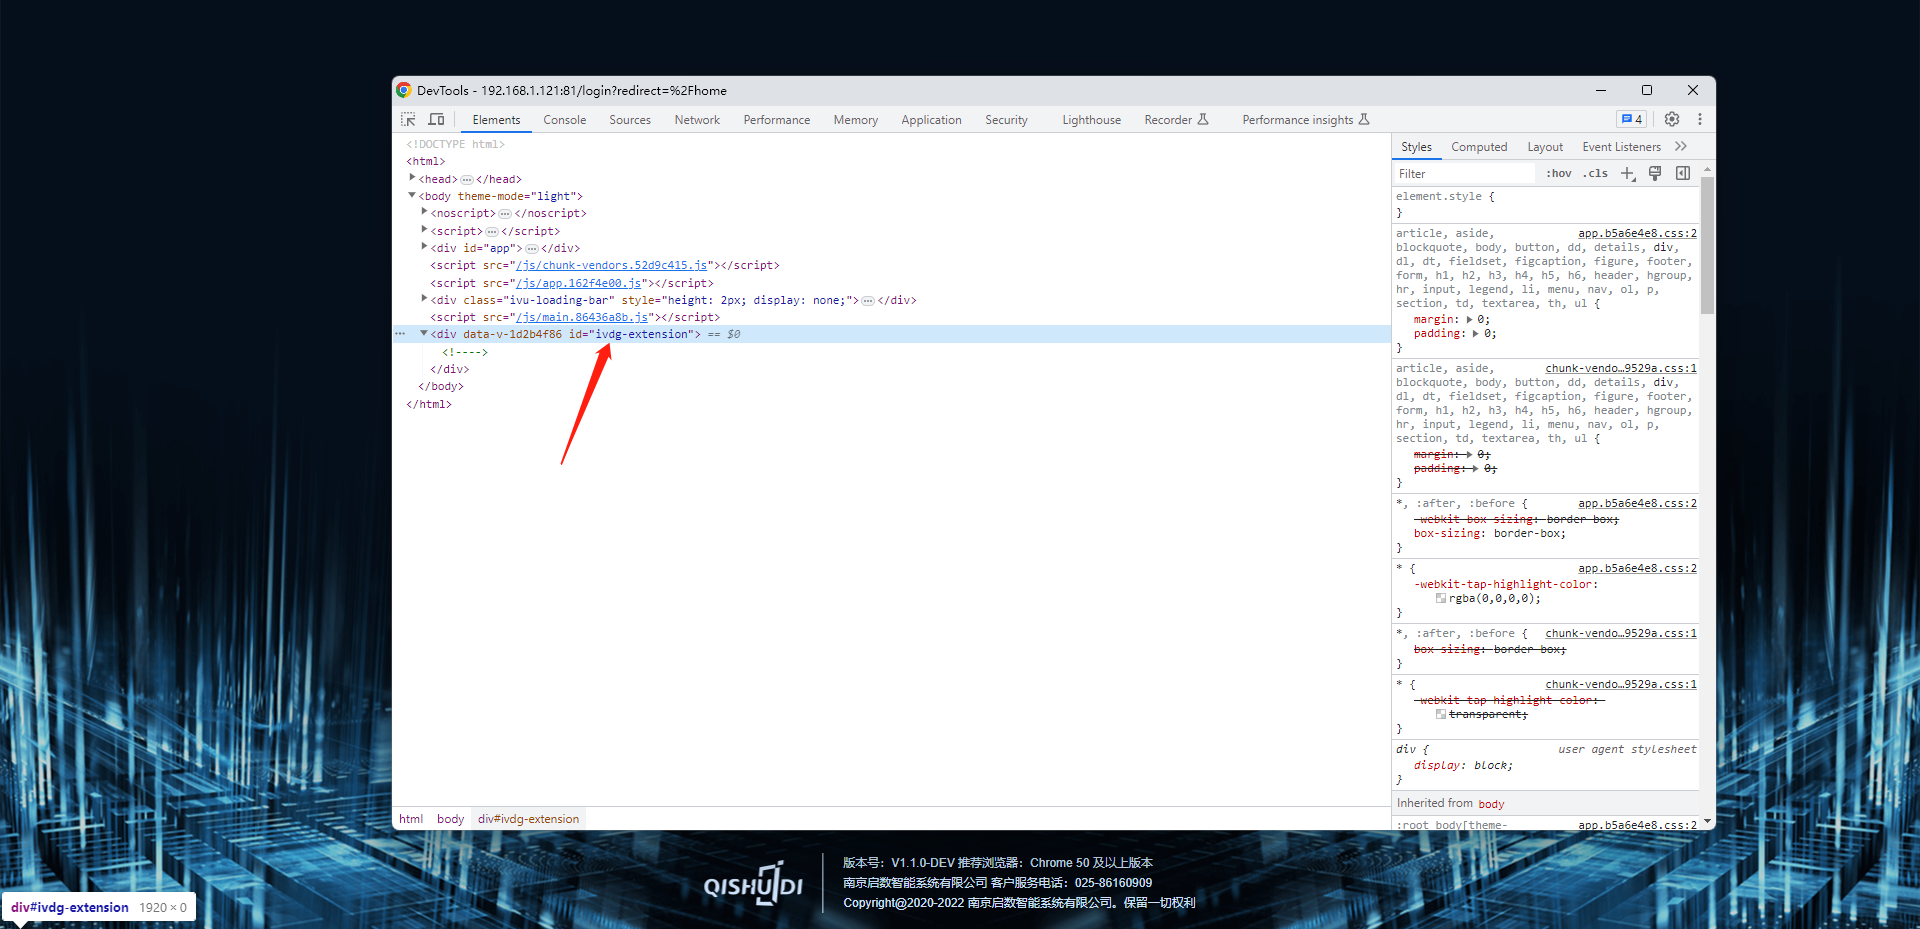 DevTools - 192.168.1.121:81/login?redirect=%2Fhome
Elements Console Sources Network Performance Memory Application Security Lighthouse Recorder Performance insights 4
<!DOCTYPE html>
<html>
<head>…</head>
<body theme-mode="light">
<noscript>…</noscript>
<script>…</script>
<div id="app">…</div>
<script src="/js/chunk-vendors.52d9c415.js"></script>
<script src="/js/app.162f4e00.js"></script>
<div class="ivu-loading-bar" style="height: 2px; display: none;">…</div>
<script src="/js/main.86436a8b.js"></script>
<div data-v-1d2b4f86 id="ivdg-extension"> == $0
<!---->
</div>
</body>
</html>
html body div#ivdg-extension
Styles Computed Layout Event Listeners
Filter :hov .cls
element.style {
}
article, aside, app.b5a6e4e8.css:2
blockquote, body, button, dd, details, div,
dl, dt, fieldset, figcaption, figure, footer,
form, h1, h2, h3, h4, h5, h6, header, hgroup,
hr, input, legend, li, menu, nav, ol, p,
section, td, textarea, th, ul {
margin: 0;
padding: 0;
}
article, aside, chunk-vendo…9529a.css:1
blockquote, body, button, dd, details, div,
dl, dt, fieldset, figcaption, figure, footer,
form, h1, h2, h3, h4, h5, h6, header, hgroup,
hr, input, legend, li, menu, nav, ol, p,
section, td, textarea, th, ul {
margin: 0;
padding: 0;
}
*, :after, :before { app.b5a6e4e8.css:2
-webkit-box-sizing: border-box;
box-sizing: border-box;
}
* { app.b5a6e4e8.css:2
-webkit-tap-highlight-color:
rgba(0,0,0,0);
}
*, :after, :before { chunk-vendo…9529a.css:1
box-sizing: border-box;
}
* { chunk-vendo…9529a.css:1
-webkit-tap-highlight-color:
transparent;
}
div { user agent stylesheet
display: block;
}
Inherited from body
:root body[theme- app.b5a6e4e8.css:2
QISHUDI
版本号：V1.1.0-DEV 推荐浏览器：Chrome 50 及以上版本
南京启数智能系统有限公司 客户服务电话：025-86160909
Copyright@2020-2022 南京启数智能系统有限公司。保留一切权利
div#ivdg-extension 1920 × 0